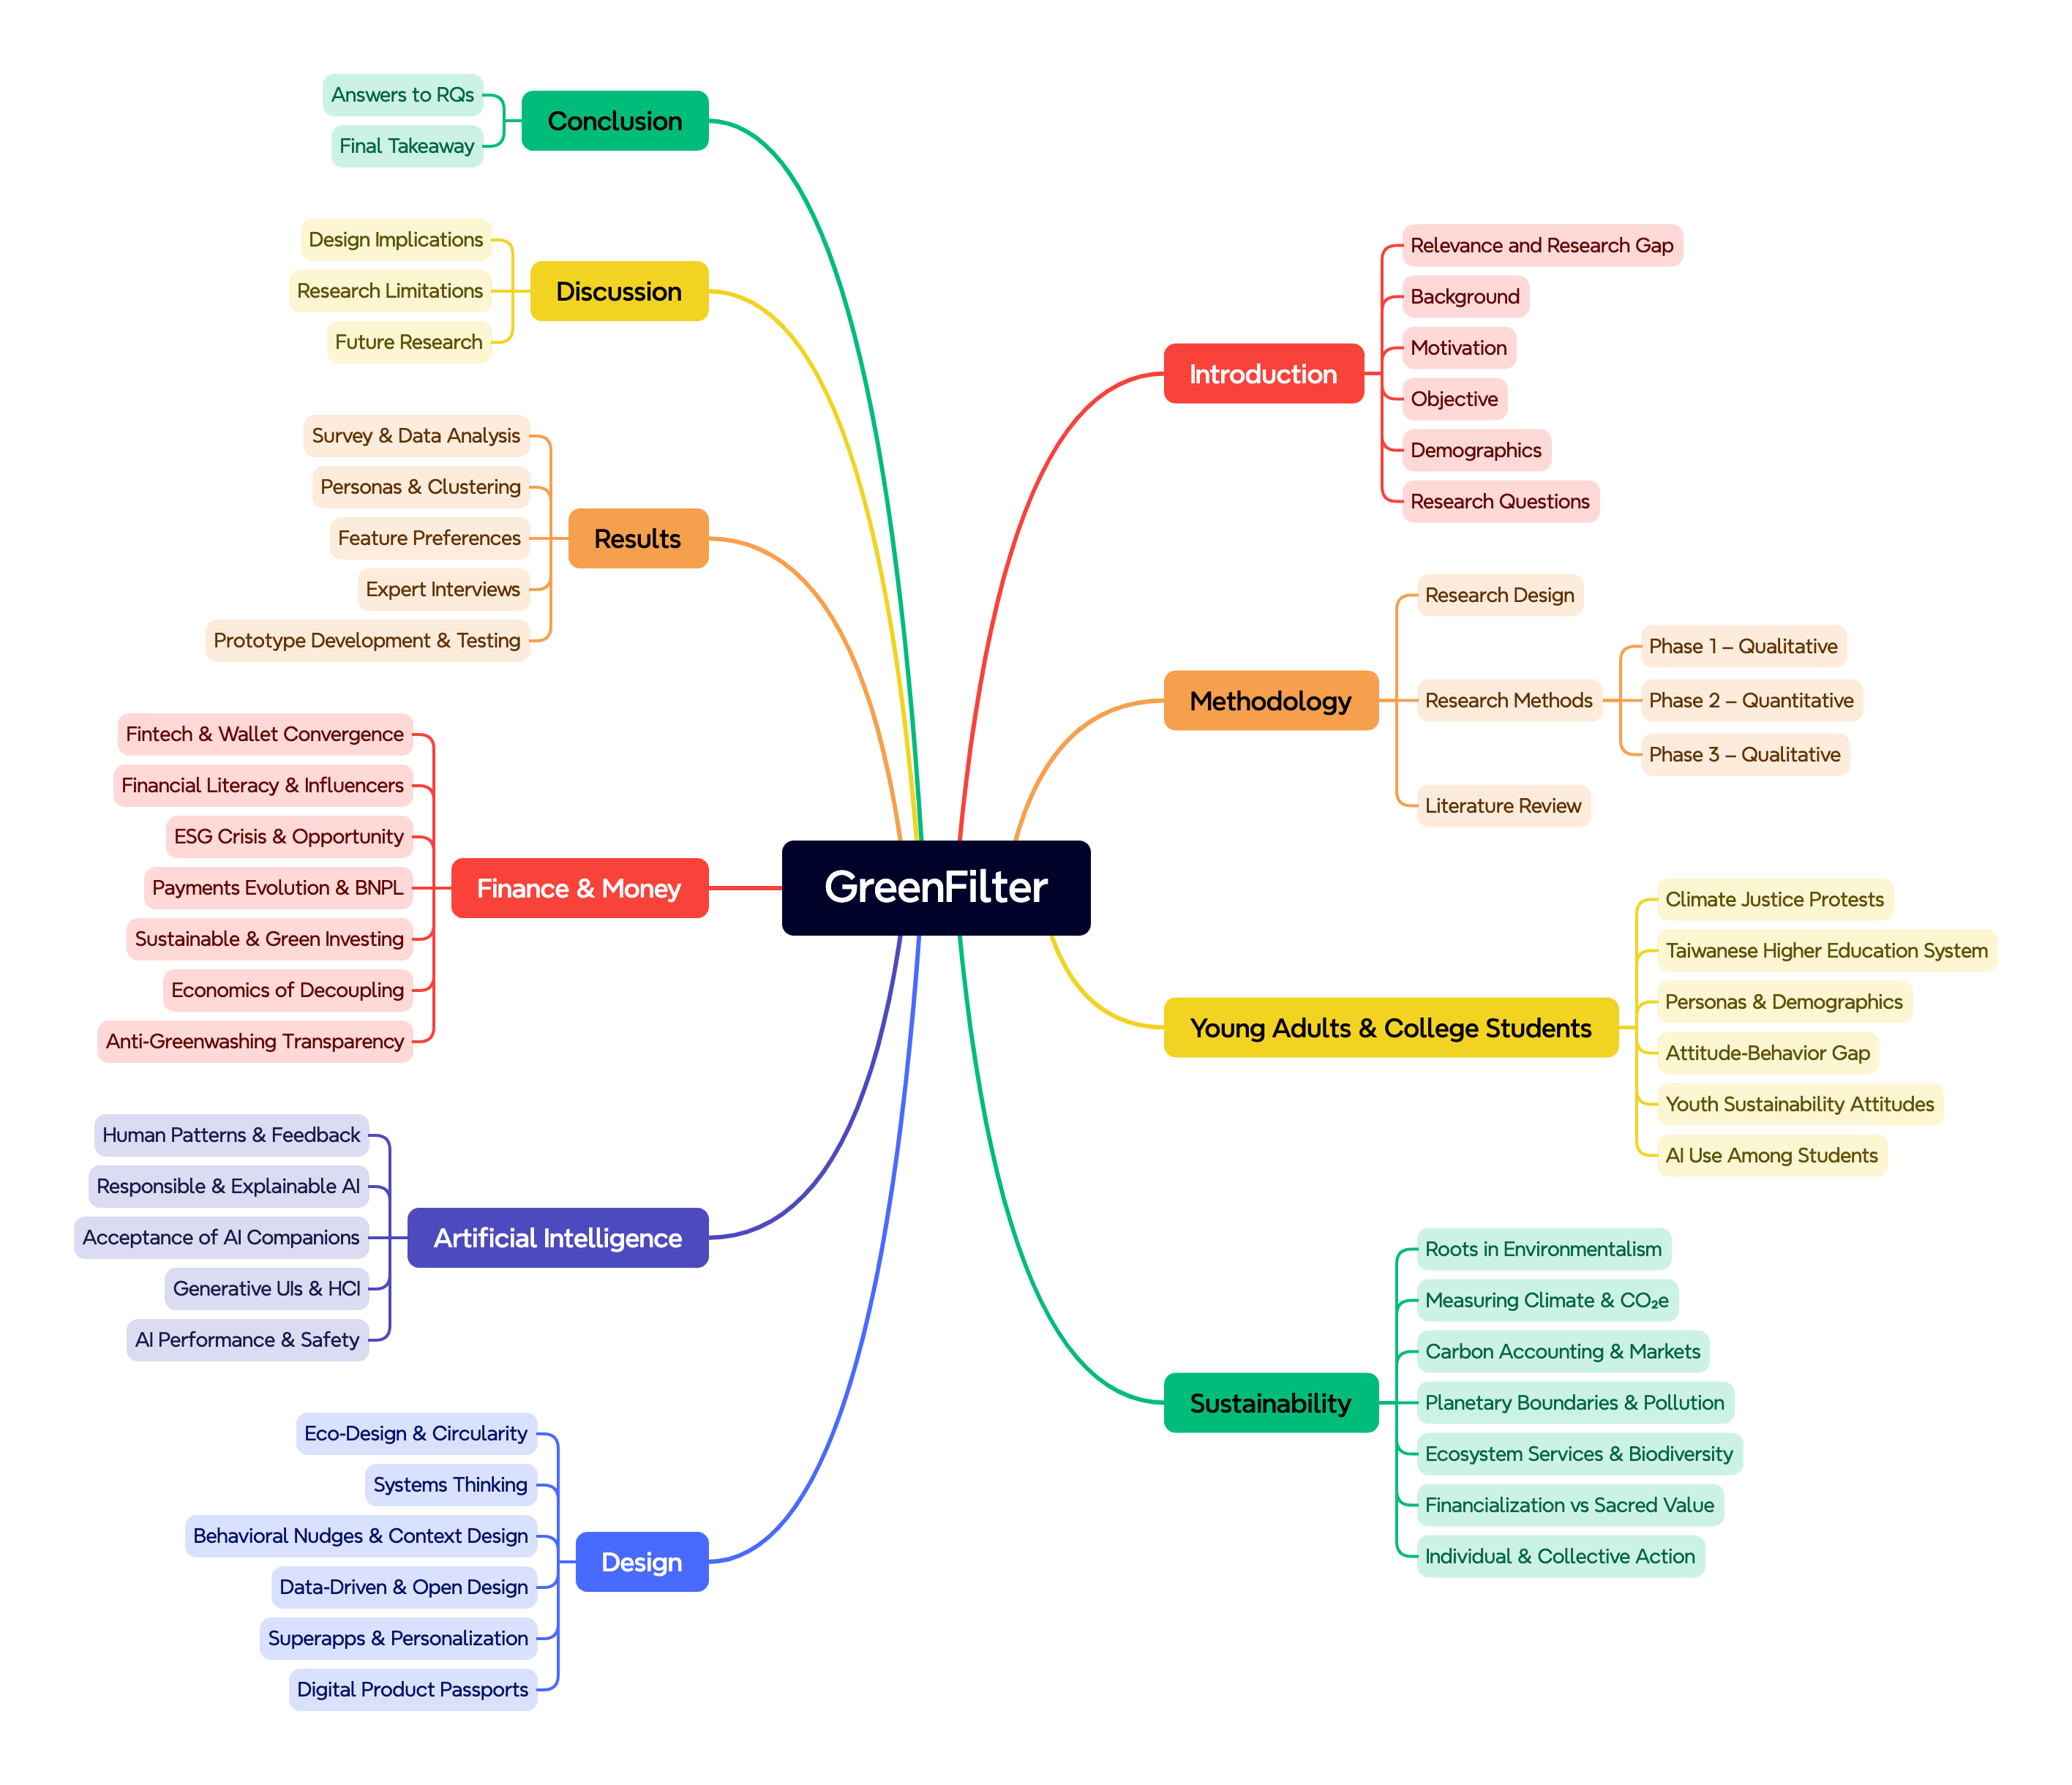 GreenFilter
Introduction
Relevance and Research Gap
Background
Motivation
Objective
Demographics
Research Questions
Methodology
Research Design
Research Methods
Phase 1 – Qualitative
Phase 2 – Quantitative
Phase 3 – Qualitative
Literature Review
Young Adults & College Students
Climate Justice Protests
Taiwanese Higher Education System
Personas & Demographics
Attitude-Behavior Gap
Youth Sustainability Attitudes
AI Use Among Students
Sustainability
Roots in Environmentalism
Measuring Climate & CO₂e
Carbon Accounting & Markets
Planetary Boundaries & Pollution
Ecosystem Services & Biodiversity
Financialization vs Sacred Value
Individual & Collective Action
Design
Eco-Design & Circularity
Systems Thinking
Behavioral Nudges & Context Design
Data-Driven & Open Design
Superapps & Personalization
Digital Product Passports
Artificial Intelligence
Human Patterns & Feedback
Responsible & Explainable AI
Acceptance of AI Companions
Generative UIs & HCI
AI Performance & Safety
Finance & Money
Fintech & Wallet Convergence
Financial Literacy & Influencers
ESG Crisis & Opportunity
Payments Evolution & BNPL
Sustainable & Green Investing
Economics of Decoupling
Anti-Greenwashing Transparency
Results
Survey & Data Analysis
Personas & Clustering
Feature Preferences
Expert Interviews
Prototype Development & Testing
Discussion
Design Implications
Research Limitations
Future Research
Conclusion
Answers to RQs
Final Takeaway